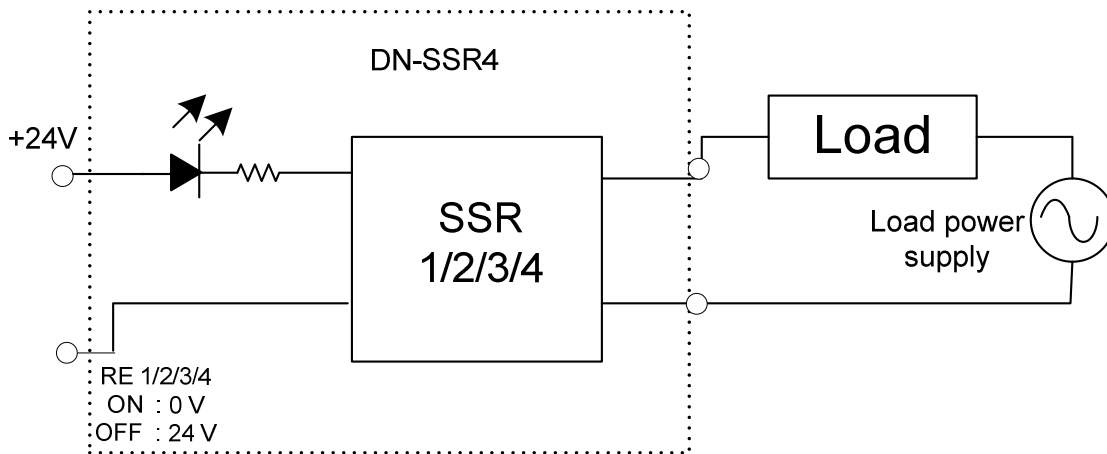 DN-SSR4
+24V
SSR
1/2/3/4
Load
Load power
supply
RE 1/2/3/4
ON : 0 V
OFF : 24 V